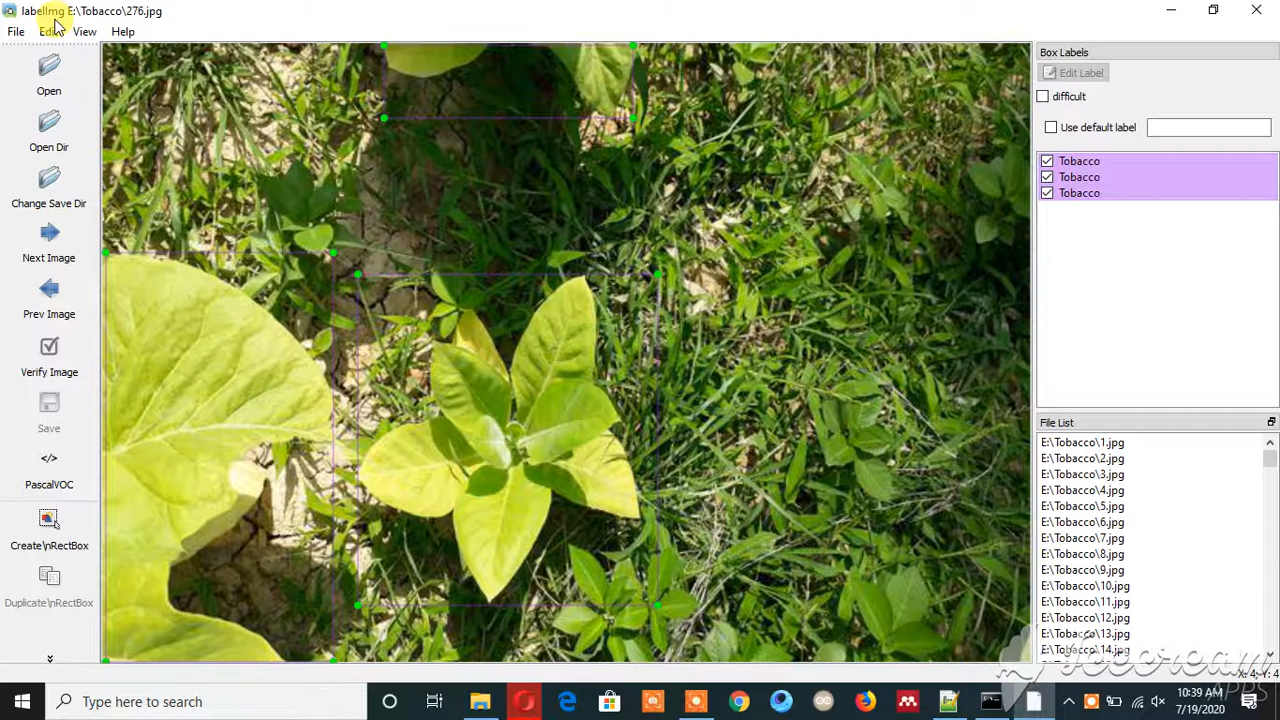 labelImg E:\Tobacco\276.jpg
File
Edit
View
Help
Open
Open Dir
Change Save Dir
Next Image
Prev Image
Verify Image
Save
</>
PascalVOC
Create\nRectBox
Duplicate\nRectBox
Box Labels
Edit Label
difficult
Use default label
Tobacco
Tobacco
Tobacco
File List
E:\Tobacco\1.jpg
E:\Tobacco\2.jpg
E:\Tobacco\3.jpg
E:\Tobacco\4.jpg
E:\Tobacco\5.jpg
E:\Tobacco\6.jpg
E:\Tobacco\7.jpg
E:\Tobacco\8.jpg
E:\Tobacco\9.jpg
E:\Tobacco\10.jpg
E:\Tobacco\11.jpg
E:\Tobacco\12.jpg
E:\Tobacco\13.jpg
E:\Tobacco\14.jpg
APPS
Type here to search
10:39 AM
7/19/2020